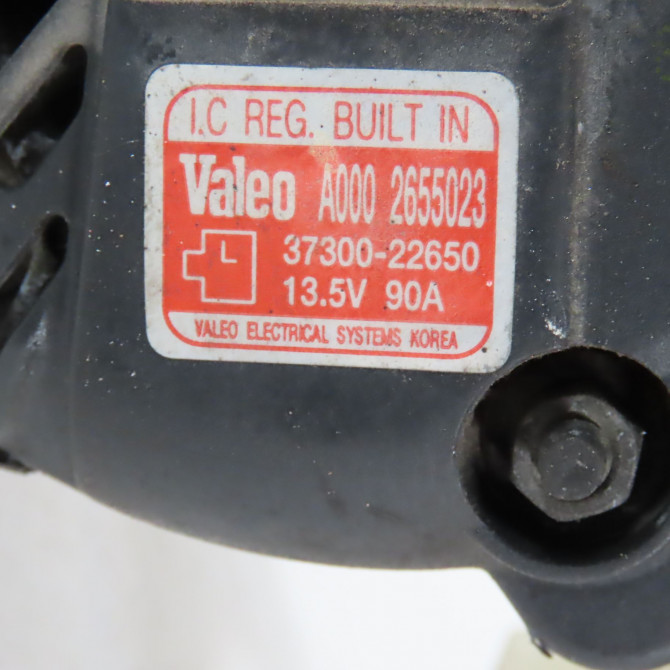 I.C REG. BUILT IN
Valeo A000 2655023
37300-22650
L
13.5V 90A
VALEO ELECTRICAL SYSTEMS KOREA